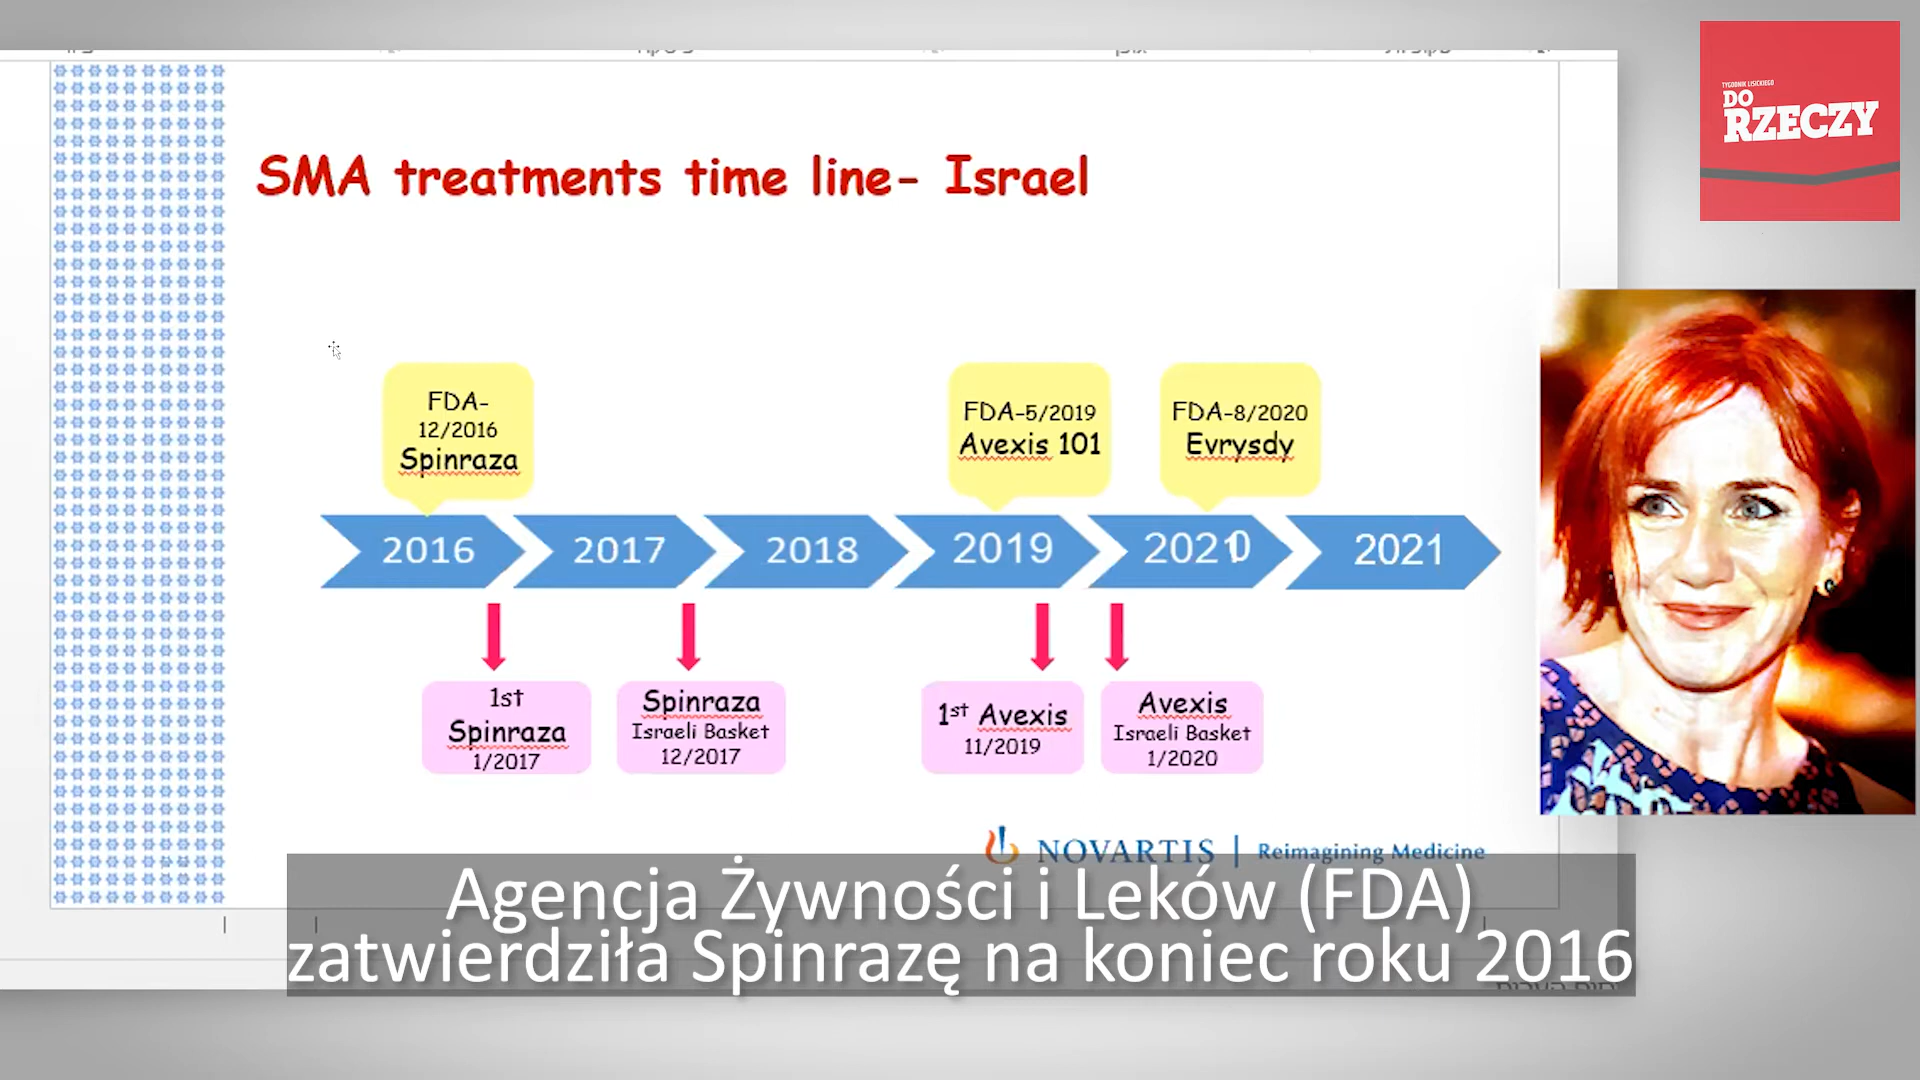 TYGODNIK LISICKIEGO
DO
RZECZY
SMA treatments time line- Israel
FDA-
12/2016
Spinraza
FDA-5/2019
Avexis 101
FDA-8/2020
Evrysdy
2016
2017
2018
2019
2021
1st
Spinraza
1/2017
Spinraza
Israeli Basket
12/2017
1st Avexis
11/2019
Avexis
Israeli Basket
1/2020
NOVARTIS | Reimagining Medicine
Agencja Żywności i Leków (FDA)
zatwierdziła Spinrazę na koniec roku 2016